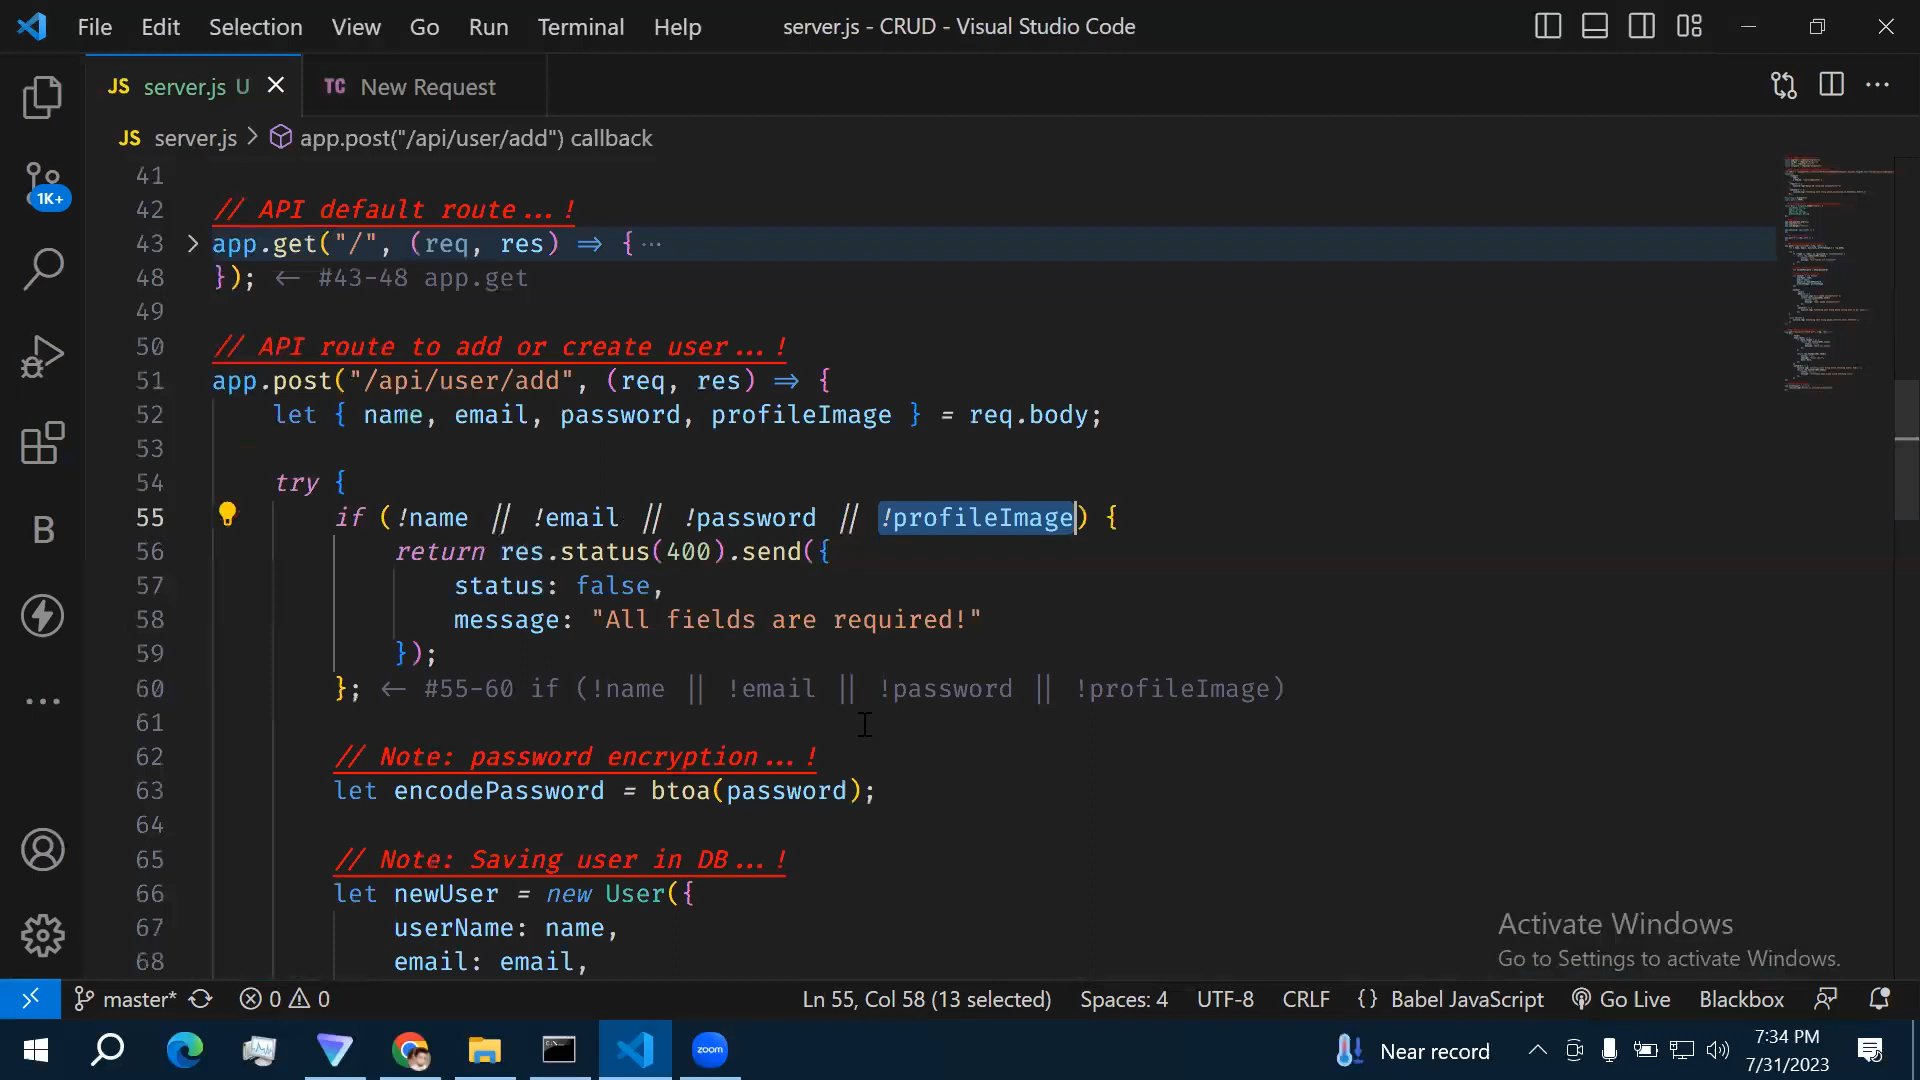 File Edit Selection View Go Run Terminal Help server.js - CRUD - Visual Studio Code
JS server.js U TC New Request
JS server.js > app.post("/api/user/add") callback
1K+
41
42 // API default route...!
43 app.get("/", (req, res) => { ...
48 }); <- #43-48 app.get
49
50 // API route to add or create user...!
51 app.post("/api/user/add", (req, res) => {
52 let { name, email, password, profileImage } = req.body;
53
54 try {
55 if (!name || !email || !password || !profileImage) {
56 return res.status(400).send({
57 status: false,
58 message: "All fields are required!"
59 });
60 }; <- #55-60 if (!name || !email || !password || !profileImage)
61
62 // Note: password encryption...!
63 let encodePassword = btoa(password);
64
65 // Note: Saving user in DB...!
66 let newUser = new User({
67 userName: name,
68 email: email,
B
Activate Windows
Go to Settings to activate Windows.
master* 0 0 Ln 55, Col 58 (13 selected) Spaces: 4 UTF-8 CRLF {} Babel JavaScript Go Live Blackbox
zoom Near record 7:34 PM
7/31/2023